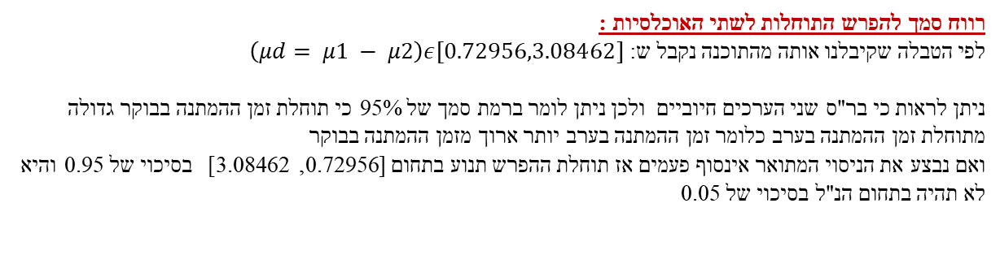 רווח סמך להפרש התוחלות לשתי האוכלסיות :
לפי הטבלה שקיבלנו אותה מהתוכנה נקבל ש: (μd = μ1 − μ2)ϵ[0.72956,3.08462]
ניתן לראות כי בר"ס שני הערכים חיוביים ולכן ניתן לומר ברמת סמך של 95% כי תוחלת זמן ההמתנה בבוקר גדולה
מתוחלת זמן ההמתנה בערב כלומר זמן ההמתנה בערב יותר ארוך מזמן ההמתנה בבוקר
ואם נבצע את הניסוי המתואר אינסוף פעמים אז תוחלת ההפרש תנוע בתחום [0.72956, 3.08462] בסיכוי של 0.95 והיא
לא תהיה בתחום הנ"ל בסיכוי של 0.05